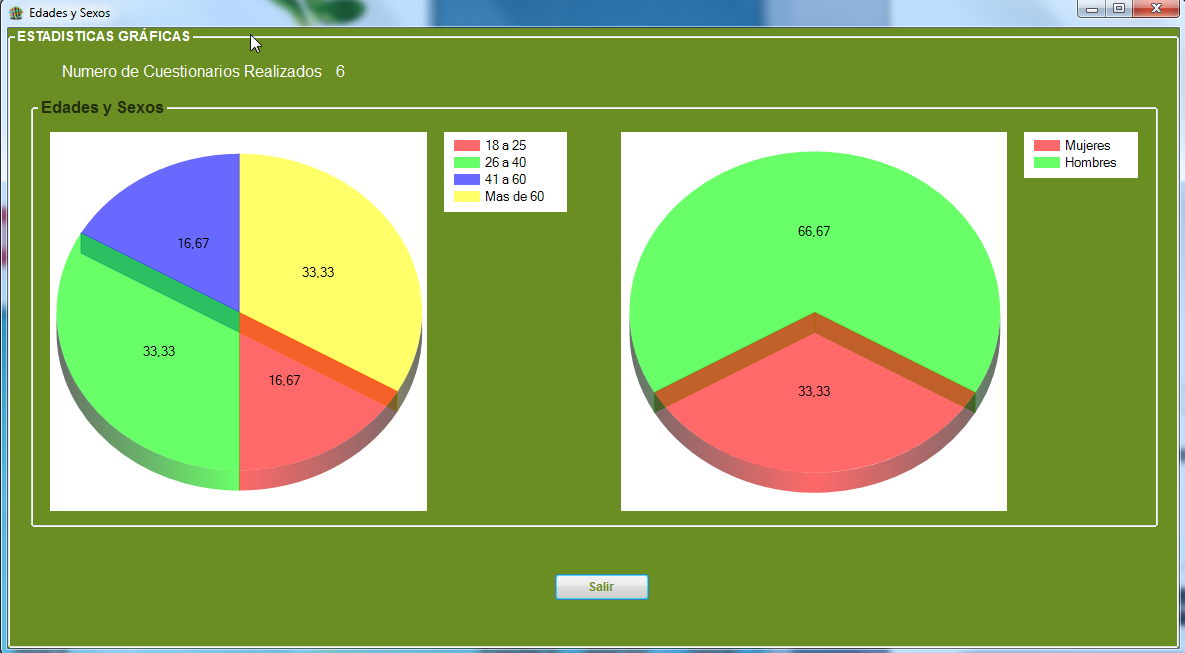 Edades y Sexos
ESTADISTICAS GRÁFICAS
Numero de Cuestionarios Realizados 6
Edades y Sexos
18 a 25
26 a 40
41 a 60
Mas de 60
16,67
33,33
33,33
16,67
Mujeres
Hombres
66,67
33,33
Salir